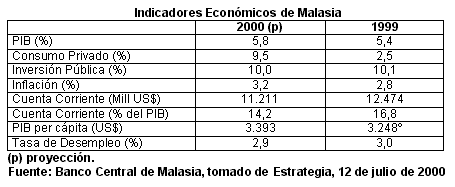 Indicadores Económicos de Malasia
2000 (p) 1999
PIB (%) 5,8 5,4
Consumo Privado (%) 9,5 2,5
Inversión Pública (%) 10,0 10,1
Inflación (%) 3,2 2,8
Cuenta Corriente (Mill US$) 11.211 12.474
Cuenta Corriente (% del PIB) 14,2 16,8
PIB per cápita (US$) 3.393 3.248°
Tasa de Desempleo (%) 2,9 3,0
(p) proyección.
Fuente: Banco Central de Malasia, tomado de Estrategia, 12 de julio de 2000